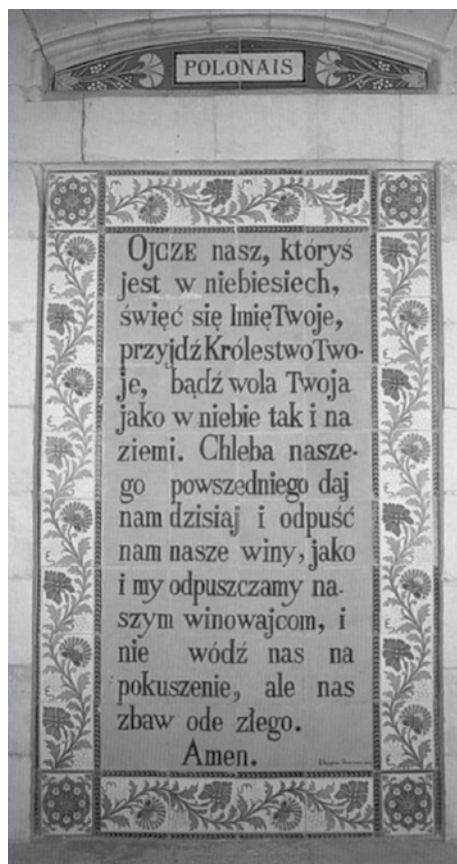 POLONAIS
OJCZE nasz, któryś
jest w niebiesiech,
święć się Imię Twoje,
przyjdź Królestwo Two-
je, bądź wola Twoja
jako w niebie tak i na
ziemi. Chleba nasze-
go powszedniego daj
nam dzisiaj i odpuść
nam nasze winy, jako
i my odpuszczamy na-
szym winowajcom, i
nie wódź nas na
pokuszenie, ale nas
zbaw ode złego.
Amen.